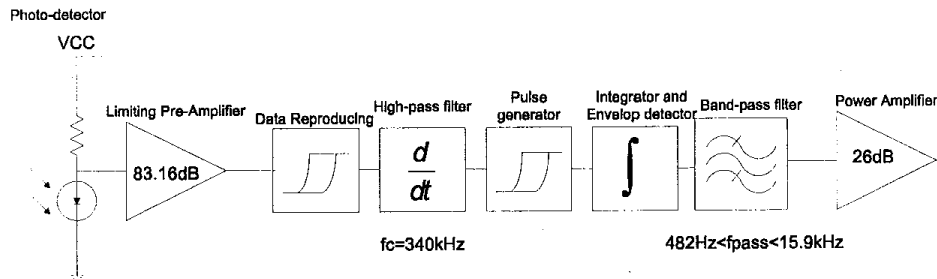 Photo-detector
VCC
Limiting Pre-Amplifier
83.16dB
Data Reproducing
High-pass filter
d
dt
fc=340kHz
Pulse
generator
Integrator and
Envelop detector
∫
Band-pass filter
482Hz<fpass<15.9kHz
Power Amplifier
26dB